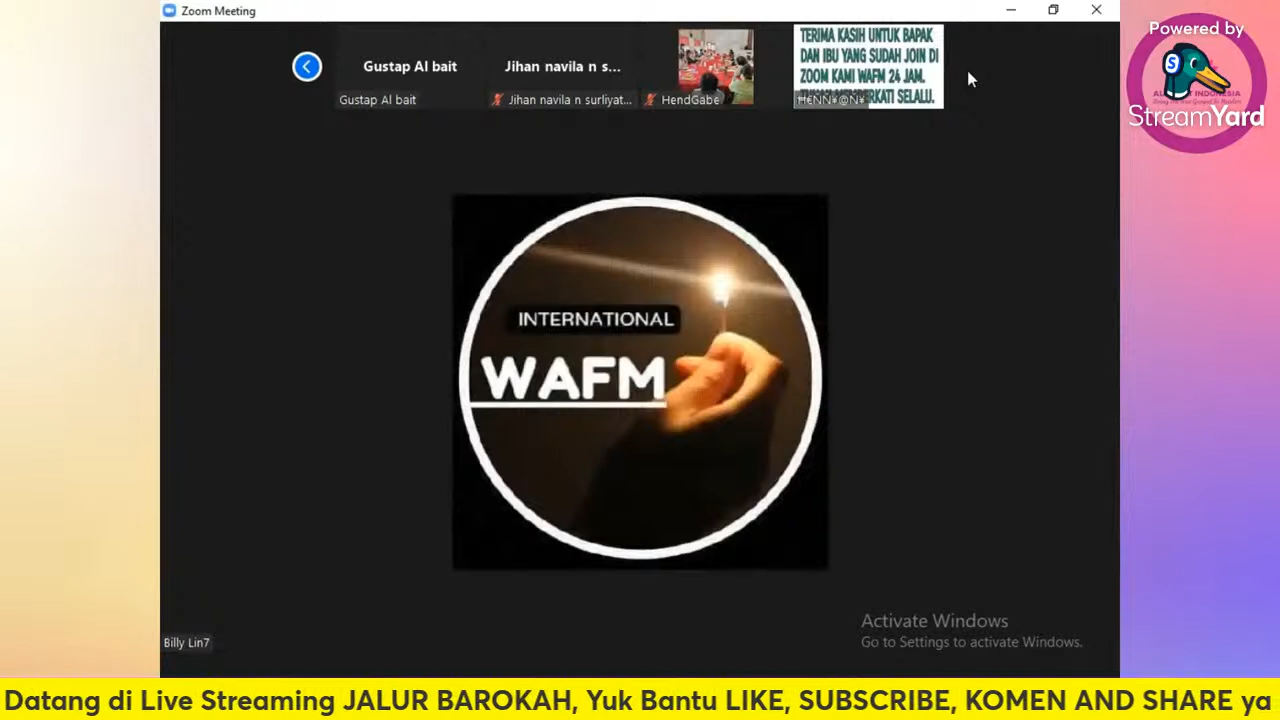 Zoom Meeting
Powered by
StreamYard
Gustap Al bait
Gustap Al bait
Jihan navila n s...
Jihan navila n surliyat...
HendGabe
TERIMA KASIH UNTUK BAPAK
DAN IBU YANG SUDAH JOIN DI
ZOOM KAMI WAFM 24 JAM.
H€NN¥@N¥
INTERNATIONAL
WAFM
Activate Windows
Go to Settings to activate Windows.
Billy Lin7
Datang di Live Streaming JALUR BAROKAH, Yuk Bantu LIKE, SUBSCRIBE, KOMEN AND SHARE ya